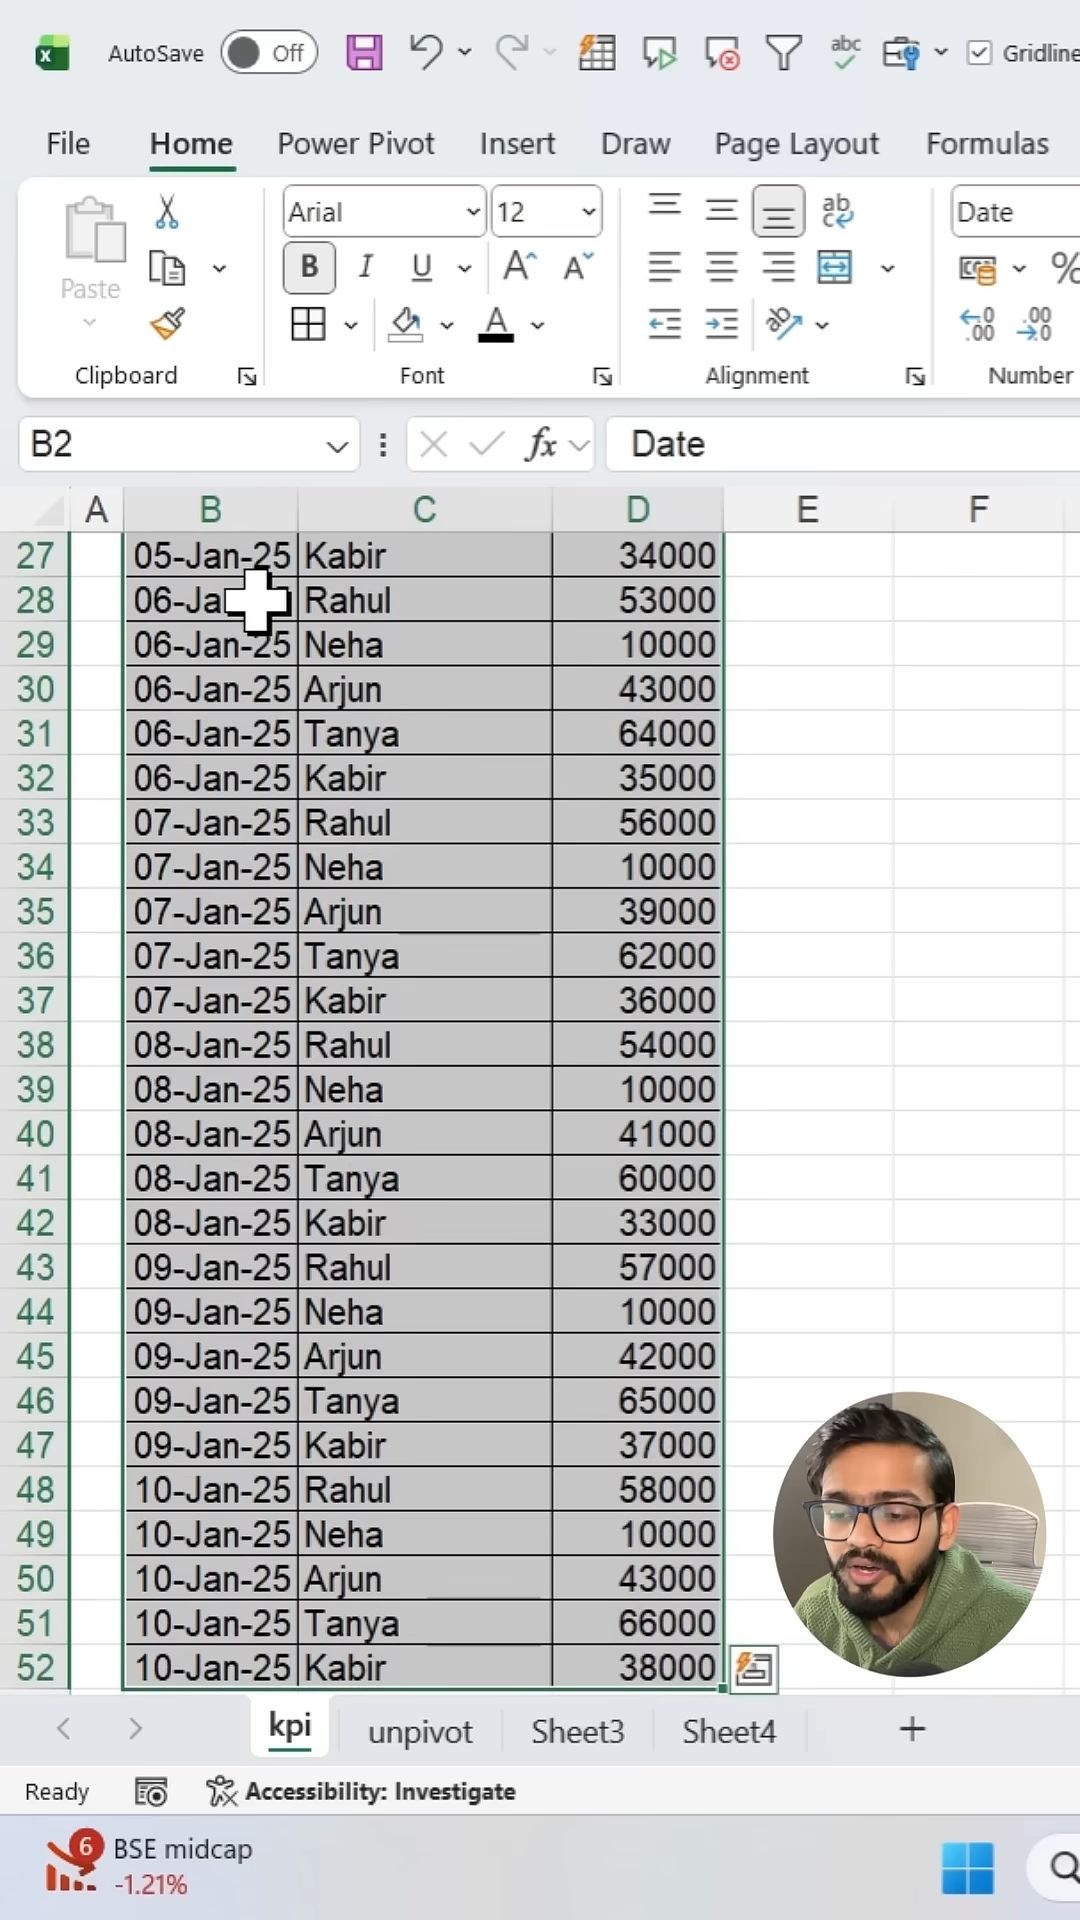 AutoSave Off abc Gridline
File Home Power Pivot Insert Draw Page Layout Formulas
Paste Arial 12 ab Date
B I U A A %
A ab 0 .00
.00 0
Clipboard Font Alignment Number
B2 fx Date
A B C D E F
27 05-Jan-25 Kabir 34000
28 06-Ja Rahul 53000
29 06-Jan-25 Neha 10000
30 06-Jan-25 Arjun 43000
31 06-Jan-25 Tanya 64000
32 06-Jan-25 Kabir 35000
33 07-Jan-25 Rahul 56000
34 07-Jan-25 Neha 10000
35 07-Jan-25 Arjun 39000
36 07-Jan-25 Tanya 62000
37 07-Jan-25 Kabir 36000
38 08-Jan-25 Rahul 54000
39 08-Jan-25 Neha 10000
40 08-Jan-25 Arjun 41000
41 08-Jan-25 Tanya 60000
42 08-Jan-25 Kabir 33000
43 09-Jan-25 Rahul 57000
44 09-Jan-25 Neha 10000
45 09-Jan-25 Arjun 42000
46 09-Jan-25 Tanya 65000
47 09-Jan-25 Kabir 37000
48 10-Jan-25 Rahul 58000
49 10-Jan-25 Neha 10000
50 10-Jan-25 Arjun 43000
51 10-Jan-25 Tanya 66000
52 10-Jan-25 Kabir 38000
kpi unpivot Sheet3 Sheet4 +
Ready Accessibility: Investigate
6 BSE midcap
-1.21%